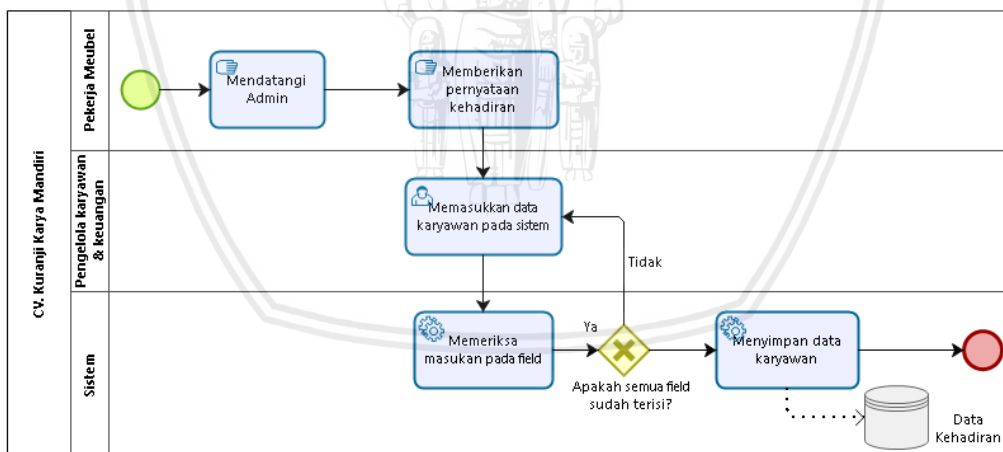 CV. Kuranji Karya Mandiri
Pekerja Meubel
Mendatangi
Admin
Memberikan
pernyataan
kehadiran
Pengelola karyawan
& keuangan
Memasukkan data
karyawan pada sistem
Tidak
Sistem
Memeriksa
masukan pada field
Ya
Apakah semua field
sudah terisi?
Menyimpan data
karyawan
Data
Kehadiran